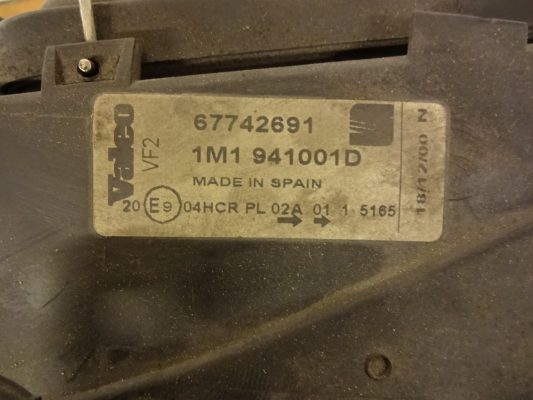 Valeo
VF2
67742691
1M1 941001D
MADE IN SPAIN
20 E9 04HCR PL 02A 01 1 5165
18/12/00 N